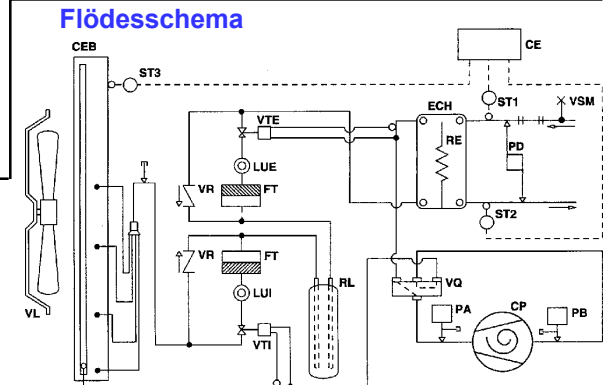 Flödesschema
CEB
CE
ST3
ST1
VSM
VTE
ECH
RE
PD
LUE
VR
FT
ST2
VR
FT
RL
VQ
LUI
PA
CP
PB
VL
VTI